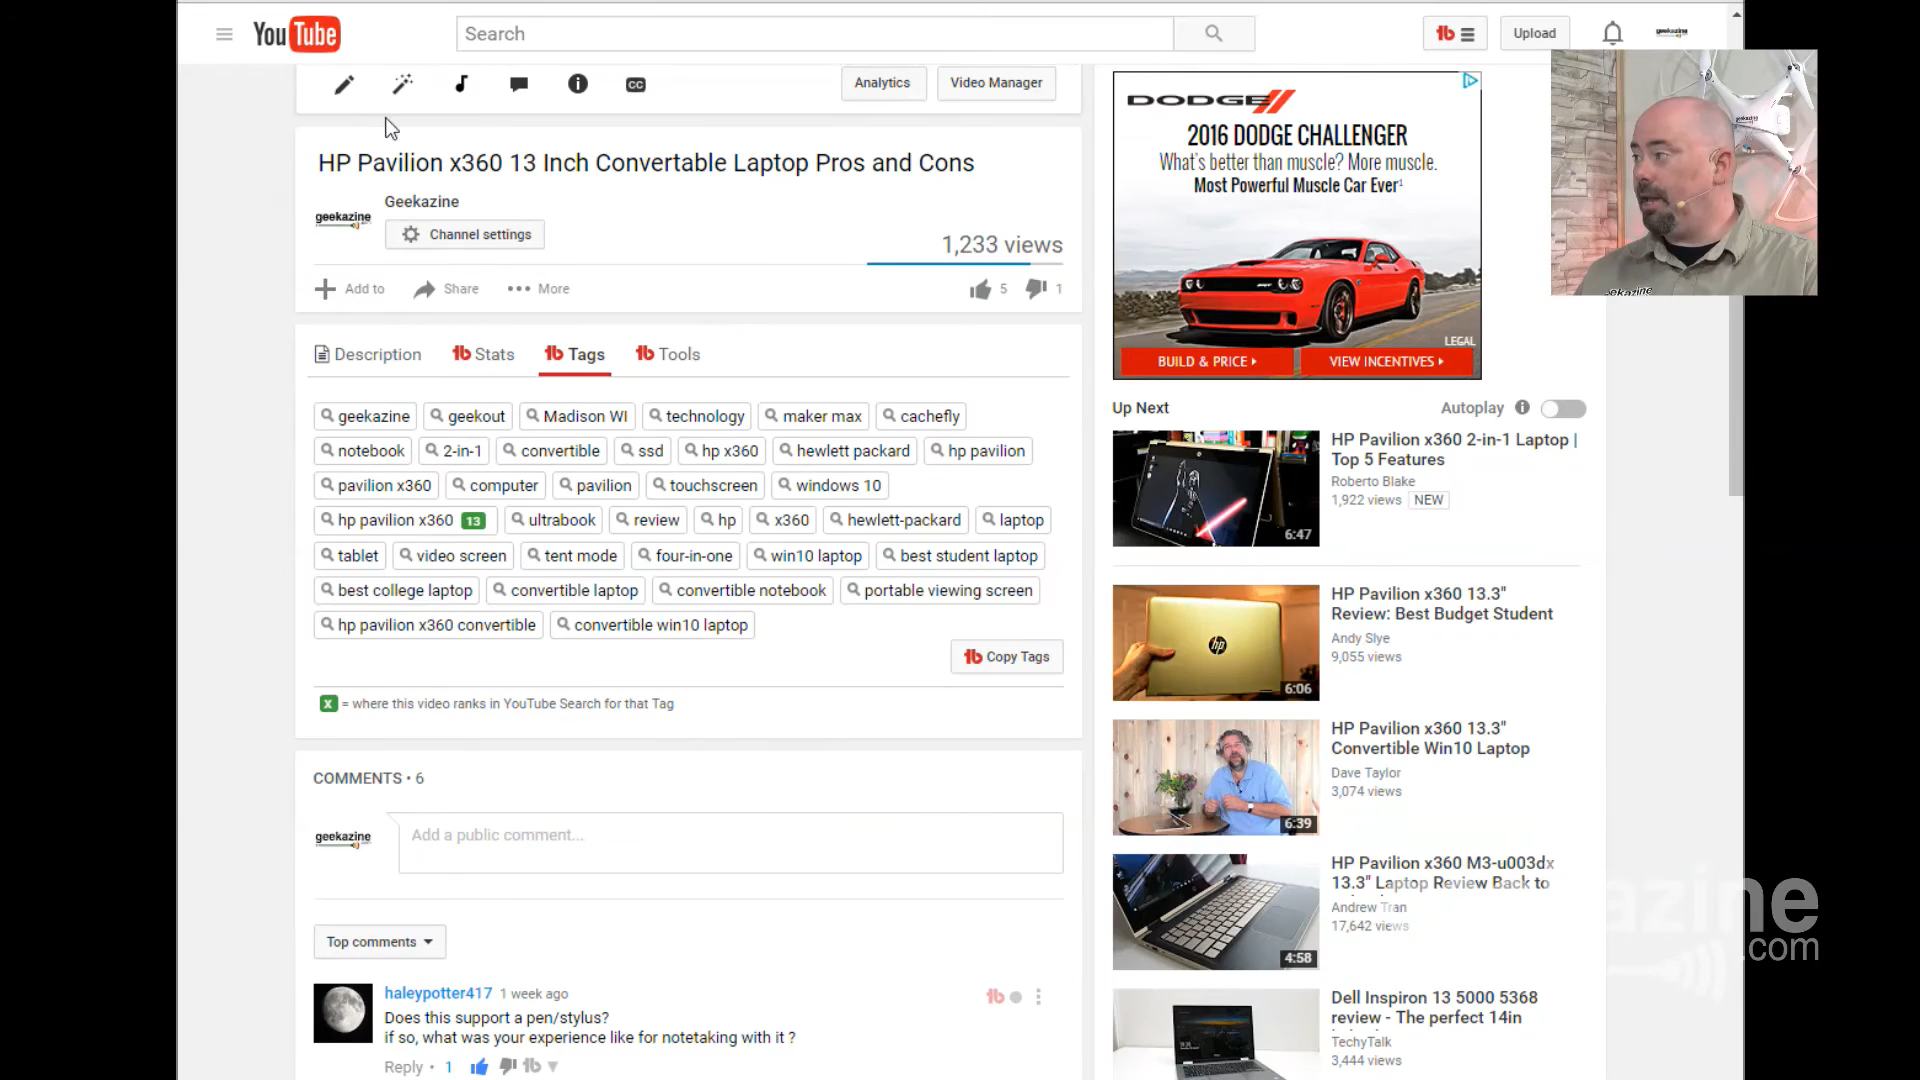 YouTube
Search
Upload
geekazine
Analytics
Video Manager
HP Pavilion x360 13 Inch Convertable Laptop Pros and Cons
geekazine
Geekazine
Channel settings
1,233 views
Add to
Share
More
5
1
Description
Stats
Tags
Tools
geekazine
geekout
Madison WI
technology
maker max
cachefly
notebook
2-in-1
convertible
ssd
hp x360
hewlett packard
hp pavilion
pavilion x360
computer
pavilion
touchscreen
windows 10
hp pavilion x360 13
ultrabook
review
hp
x360
hewlett-packard
laptop
tablet
video screen
tent mode
four-in-one
win10 laptop
best student laptop
best college laptop
convertible laptop
convertible notebook
portable viewing screen
hp pavilion x360 convertible
convertible win10 laptop
Copy Tags
X = where this video ranks in YouTube Search for that Tag
COMMENTS • 6
geekazine
Add a public comment...
Top comments
haleypotter417 1 week ago
Does this support a pen/stylus?
if so, what was your experience like for notetaking with it ?
Reply • 1
DODGE
2016 DODGE CHALLENGER
What's better than muscle? More muscle.
Most Powerful Muscle Car Ever¹
LEGAL
BUILD & PRICE
VIEW INCENTIVES
Up Next
Autoplay
6:47
HP Pavilion x360 2-in-1 Laptop |
Top 5 Features
Roberto Blake
1,922 views NEW
hp
6:06
HP Pavilion x360 13.3"
Review: Best Budget Student
Andy Slye
9,055 views
6:39
HP Pavilion x360 13.3"
Convertible Win10 Laptop
Dave Taylor
3,074 views
4:58
HP Pavilion x360 M3-u003dx
13.3" Laptop Review Back to
Andrew Tran
17,642 views
Dell Inspiron 13 5000 5368
review - The perfect 14in
TechyTalk
3,444 views
geekazine
azine
.com